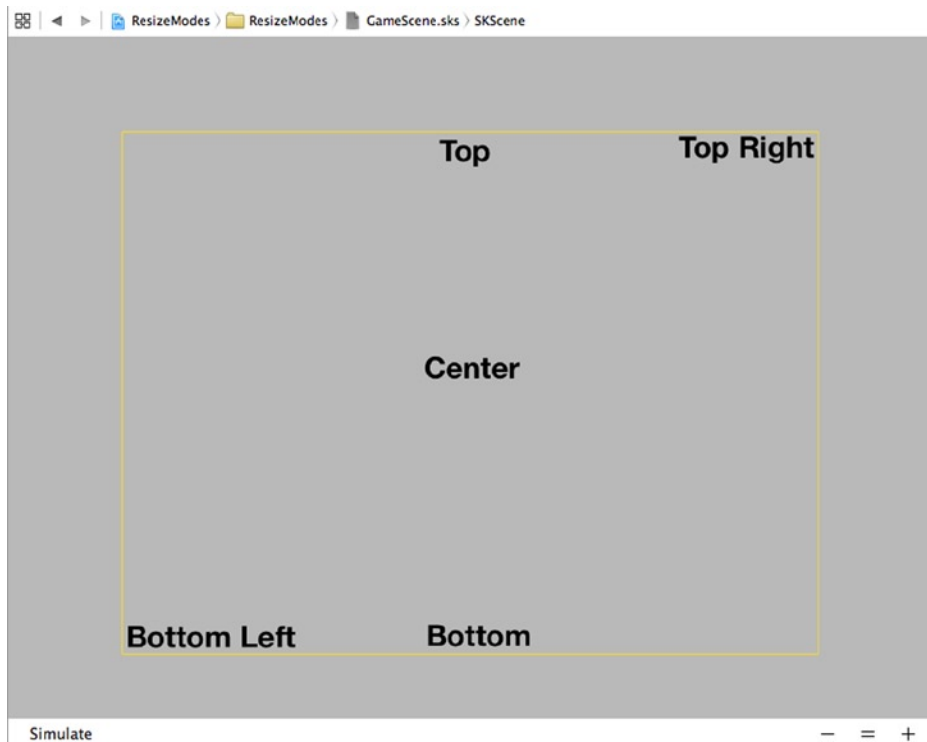 ResizeModes ⟩ ResizeModes ⟩ GameScene.sks ⟩ SKScene
Top
Top Right
Center
Bottom Left
Bottom
Simulate
− = +